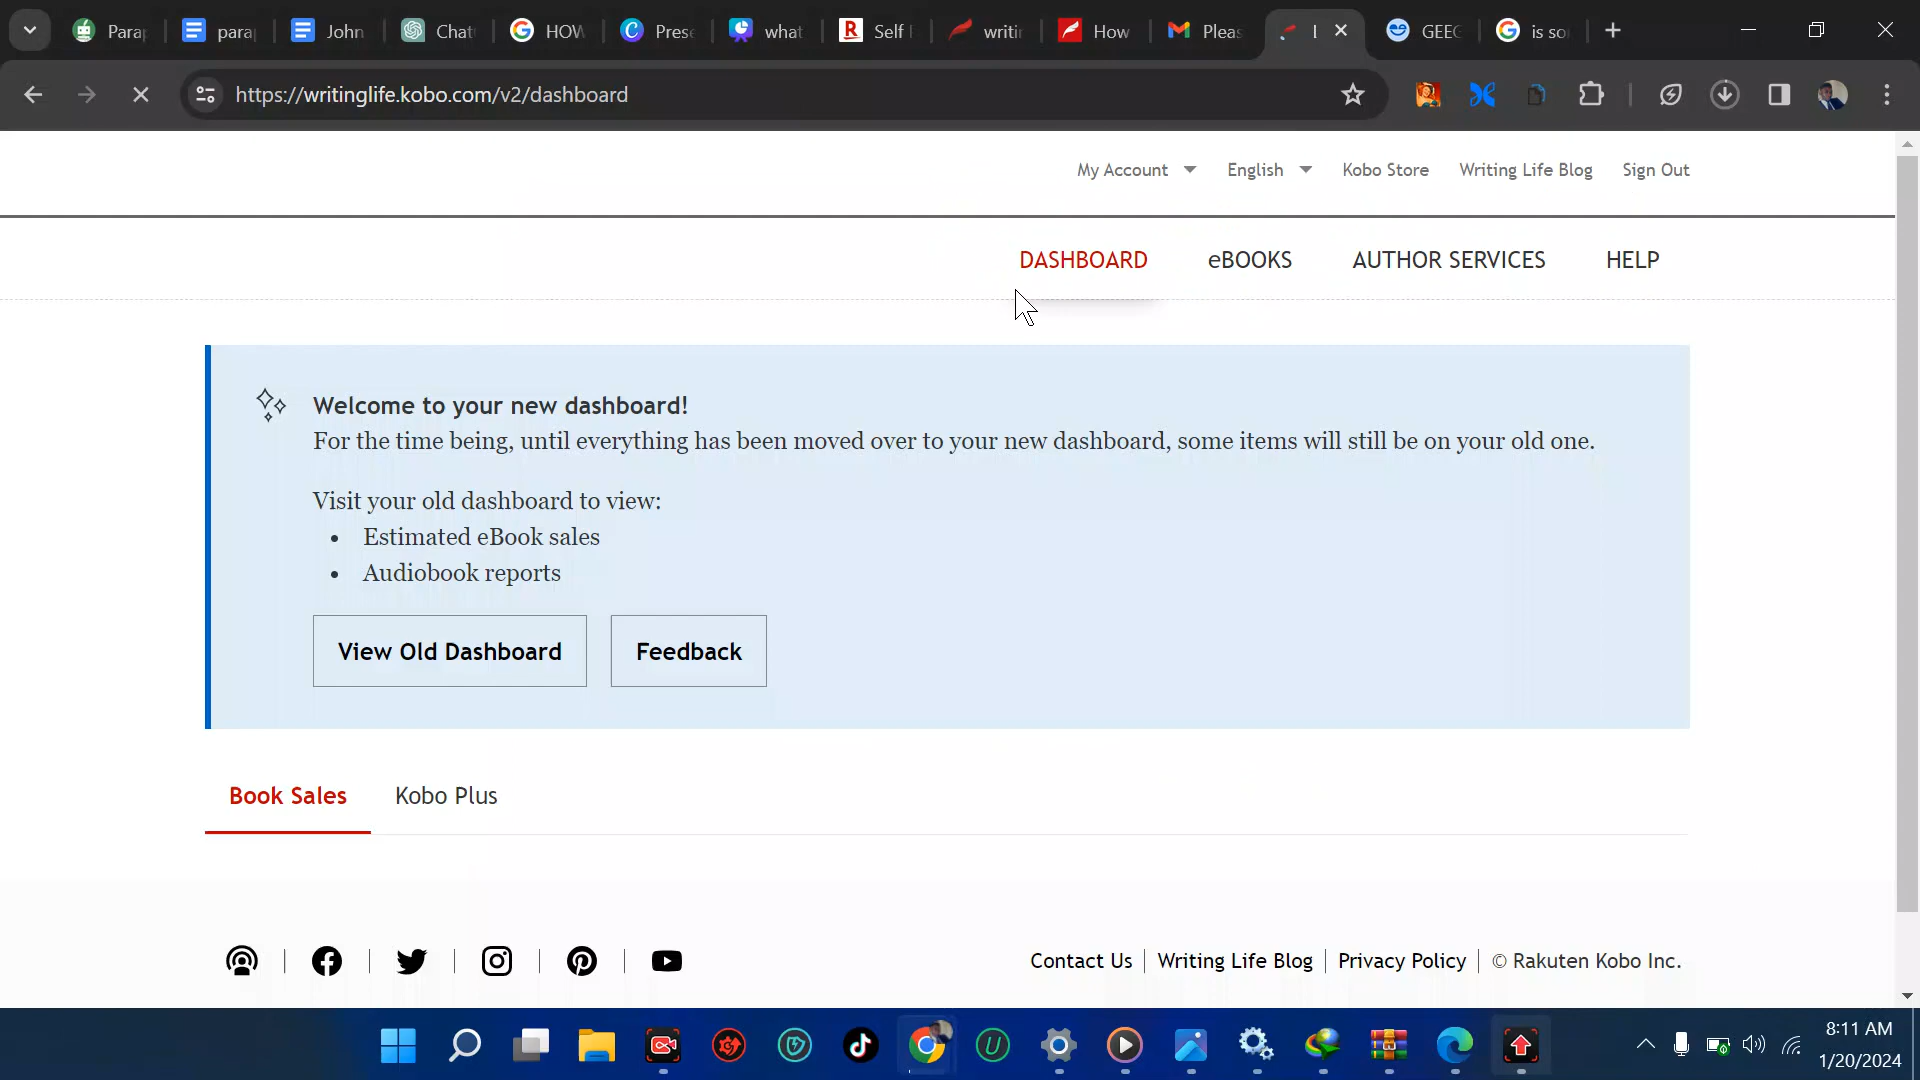 Para
para
John
Chat
HOW
Prese
what
Self
writin
How
Pleas
GEEC
is so
https://writinglife.kobo.com/v2/dashboard
My Account English Kobo Store Writing Life Blog Sign Out
DASHBOARD eBOOKS AUTHOR SERVICES HELP
Welcome to your new dashboard!
For the time being, until everything has been moved over to your new dashboard, some items will still be on your old one.
Visit your old dashboard to view:
• Estimated eBook sales
• Audiobook reports
View Old Dashboard Feedback
Book Sales Kobo Plus
Contact Us Writing Life Blog Privacy Policy © Rakuten Kobo Inc.
8:11 AM
1/20/2024